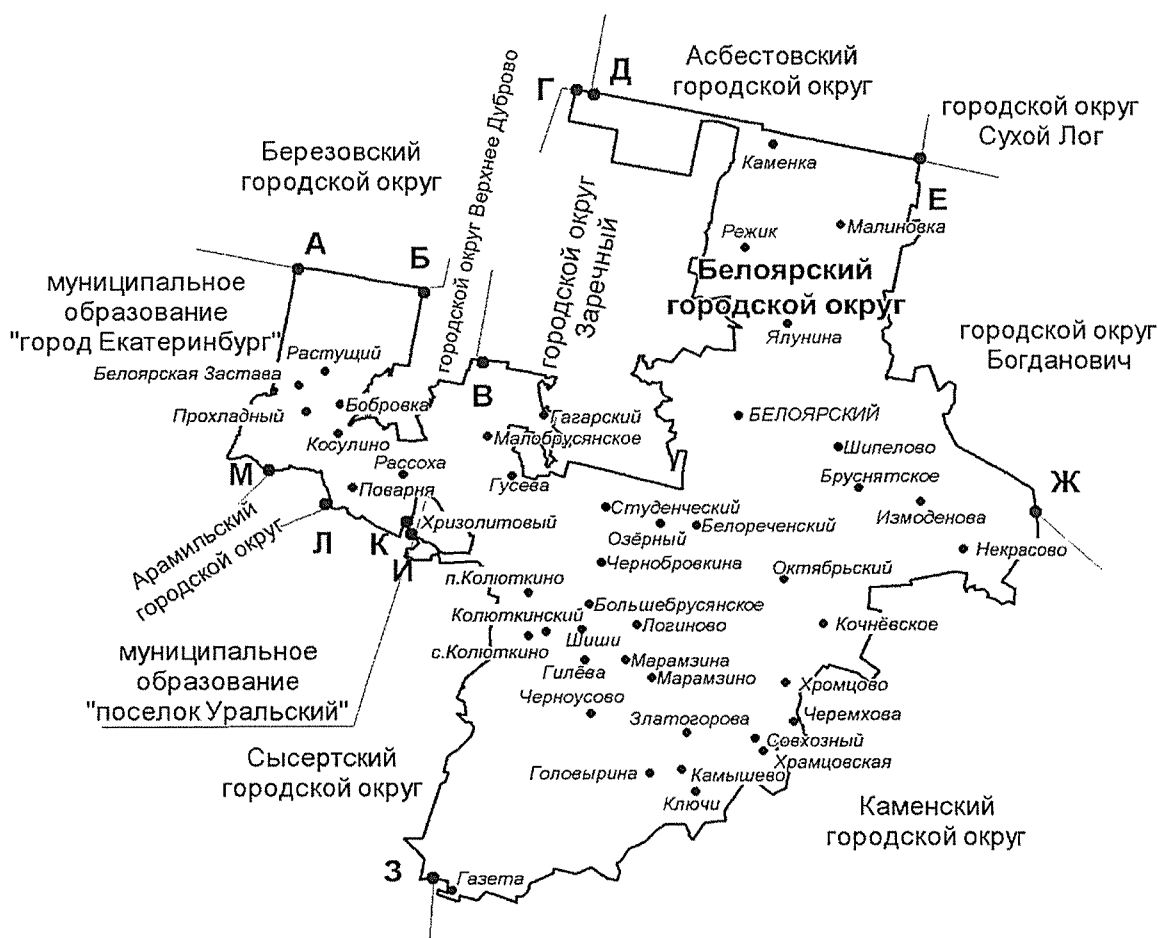 Асбестовский
городской округ
Г
Д
городской округ
Сухой Лог
Березовский
городской округ
городской округ Верхнее Дуброво
городской округ
Заречный
Каменка
Е
Малиновка
Режик
Белоярский
городской округ
А
Б
муниципальное
образование
"город Екатеринбург"
Ялунина
городской округ
Богданович
Растущий
Белоярская Застава
Прохладный
Бобровка
В
Гагарский
БЕЛОЯРСКИЙ
Косулино
Малобрусянское
Шипелово
М
Рассоха
Поварня
Гусева
Бруснятское
Ж
Измоденова
Арамильский
городской округ
Л
К
Хризолитовый
И
Студенческий
Озёрный
Белореченский
Некрасово
Чернобровкина
Октябрьский
п.Колюткино
Большебрусянское
Колюткинский
Логиново
Кочнёвское
Шиши
с.Колюткино
Гилёва
Марамзина
Марамзино
муниципальное
образование
"поселок Уральский"
Хромцово
Черноусово
Златогорова
Черемхова
Совхозный
Храмцовская
Сысертский
городской округ
Головырина
Камышево
Ключи
Каменский
городской округ
З
Газета